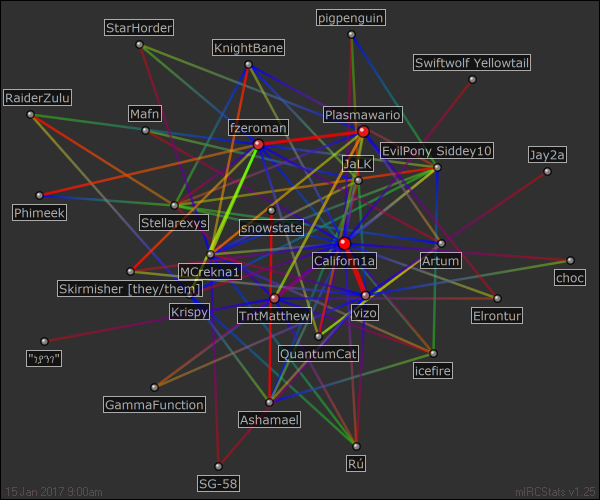 pigpenguin
StarHorder
KnightBane
Swiftwolf Yellowtail
RaiderZulu
Mafn
Plasmawario
fzeroman
EvilPony Siddey10
JaLK
Jay2a
Phimeek
Stellarexys
snowstate
Californ1a
Artum
MCrekna1
choc
Skirmisher [they/them]
Krispy
TntMatthew
vizo
Elrontur
QuantumCat
icefire
GammaFunction
Ashamael
Rú
SG-58
15 Jan 2017 9:00am
mIRCStats v1.25